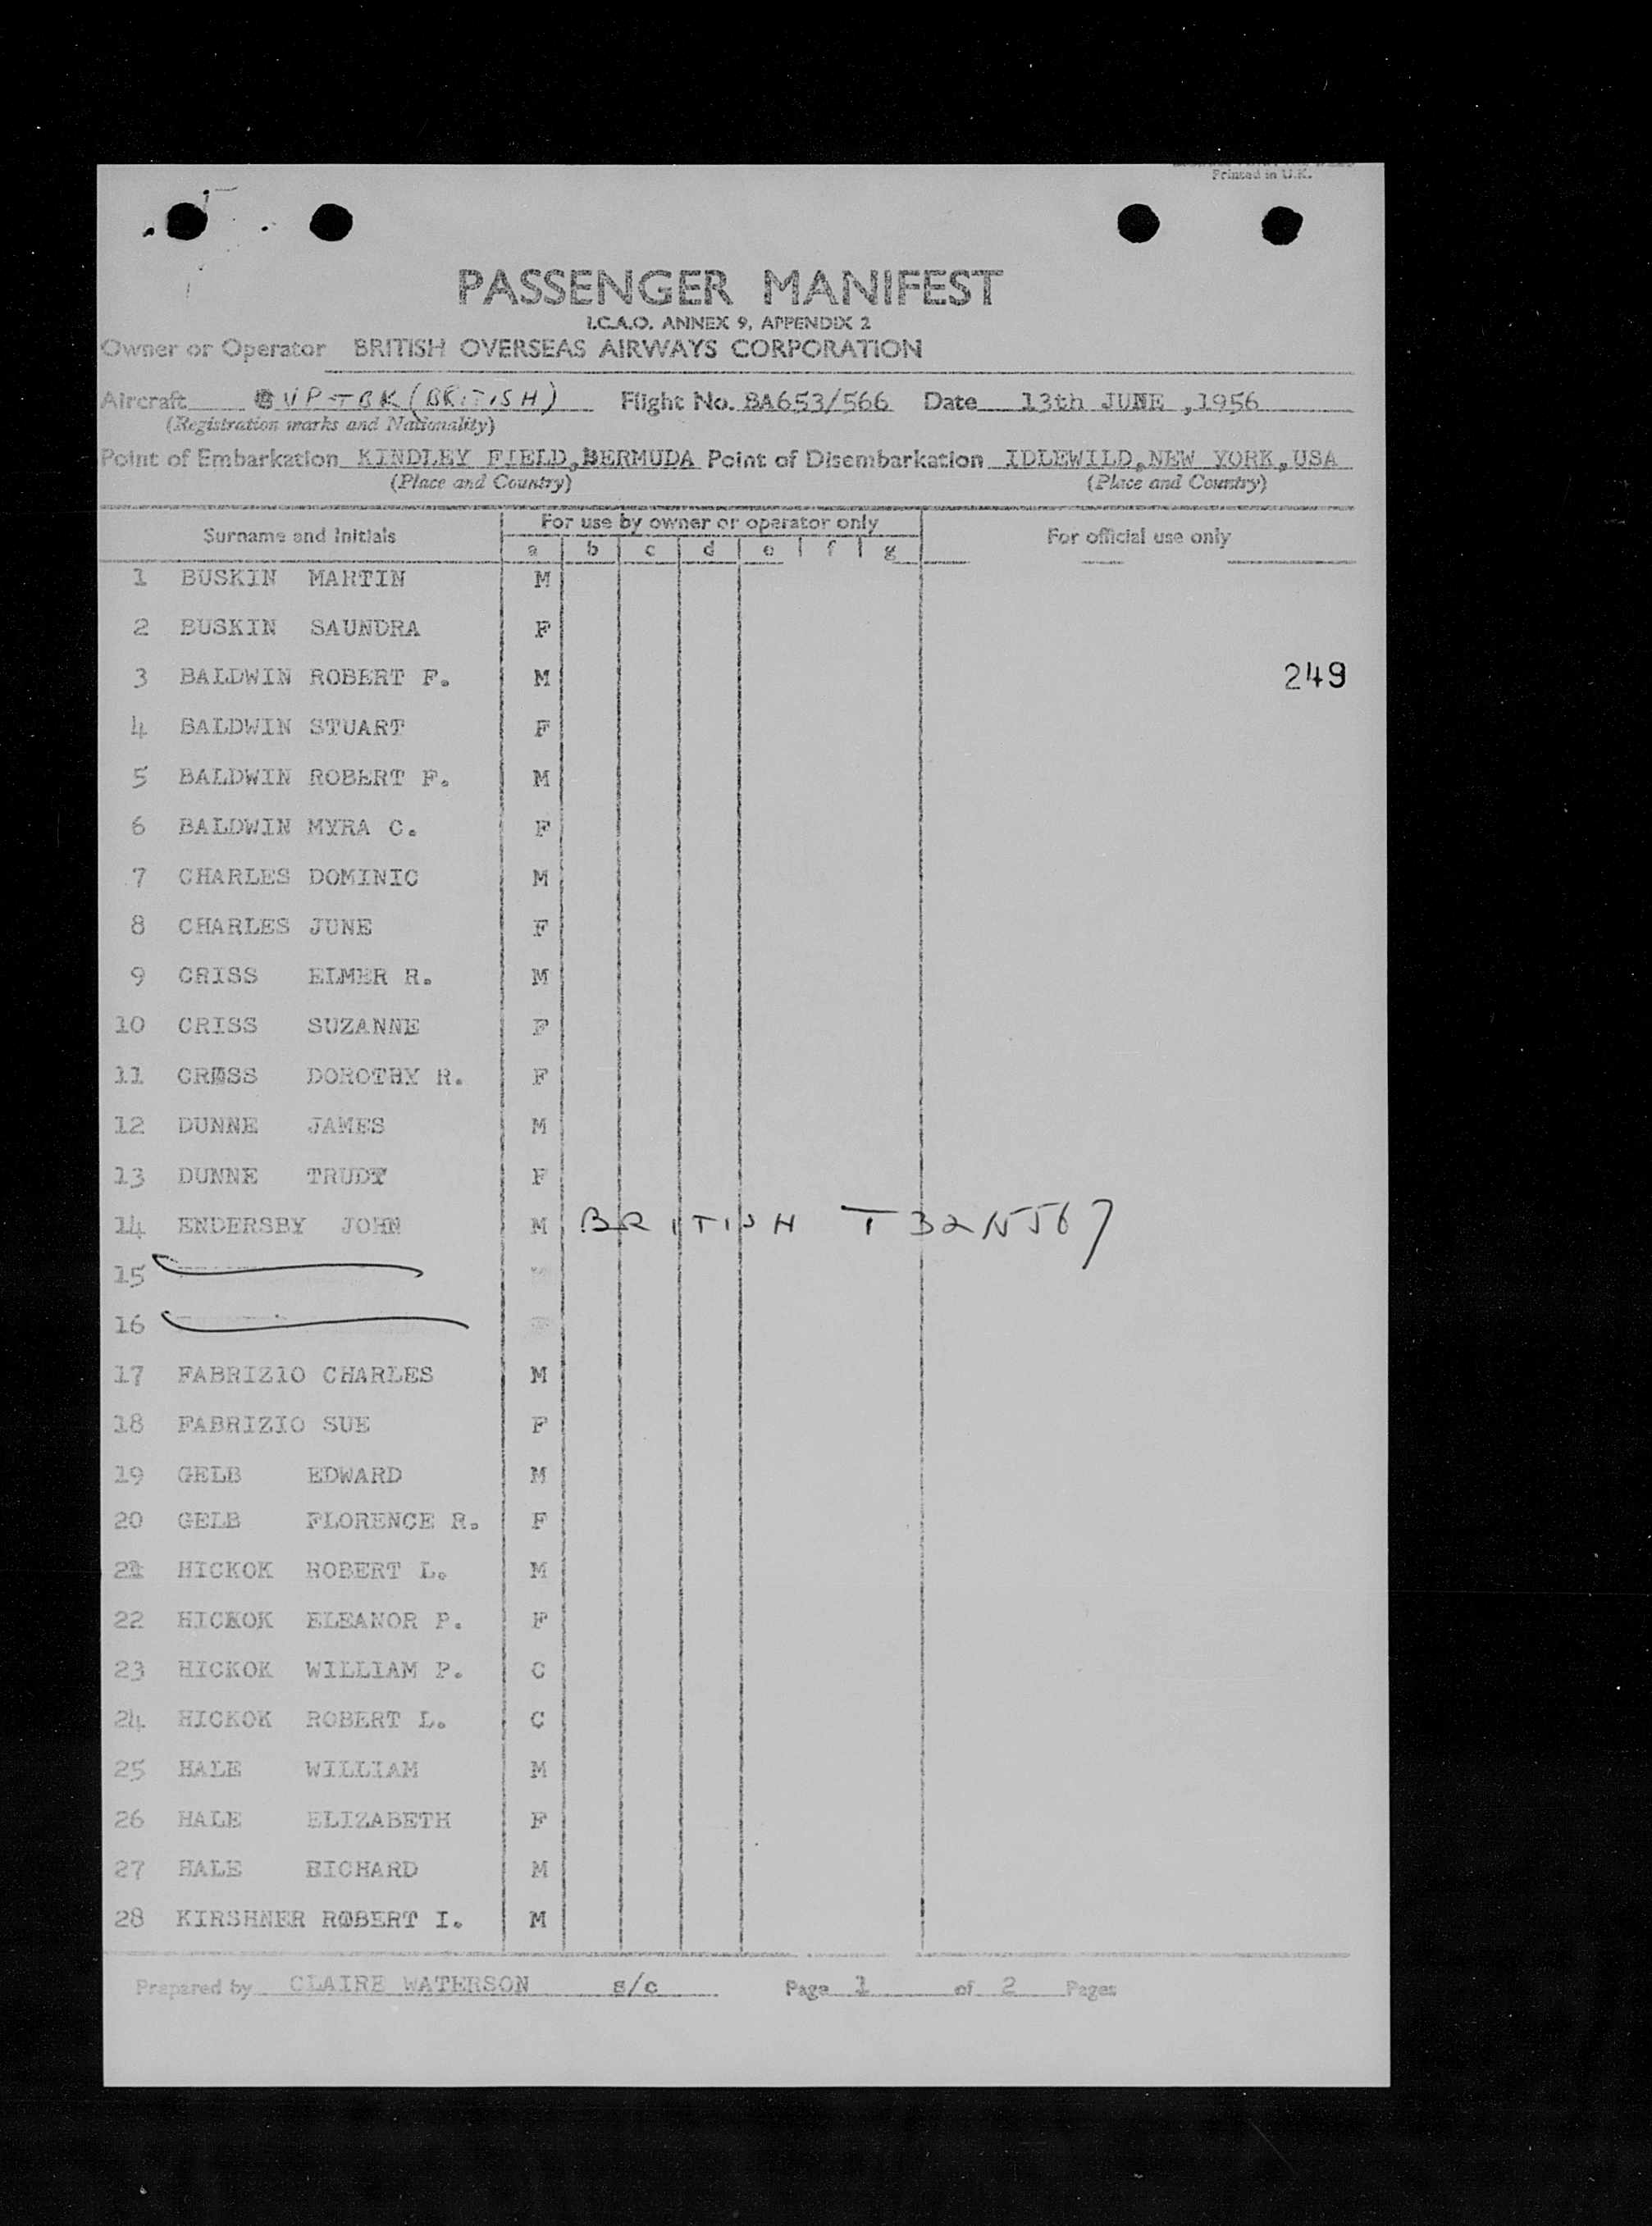 Printed in U.K.
PASSENGER MANIFEST
I.C.A.O. ANNEX 9, APPENDIX 2
Owner or Operator BRITISH OVERSEAS AIRWAYS CORPORATION
Aircraft VP-TBK (BRITISH) Flight No. BA653/566 Date 13th JUNE ,1956
(Registration marks and Nationality)
Point of Embarkation KINDLEY FIELD,BERMUDA Point of Disembarkation IDLEWILD,NEW YORK,USA
(Place and Country) (Place and Country)
Surname and Initials For use by owner or operator only For official use only
a b c d e f g
1 BUSKIN MARTIN M
2 BUSKIN SAUNDRA F
3 BALDWIN ROBERT F. M 249
4 BALDWIN STUART F
5 BALDWIN ROBERT F. M
6 BALDWIN MYRA C. F
7 CHARLES DOMINIC M
8 CHARLES JUNE F
9 CRISS ELMER R. M
10 CRISS SUZANNE F
11 DOROTHY R. F
12 DUNNE JAMES M
13 DUNNE F
14 ENDERSBY JOHN M BRITISH
15
16
17 FABRIZ1O CHARLES M
18 FABRIZIO SUE F
19 GELB EDWARD M
20 GELB FLORENCE R. F
21 HICKOK ROBERT L. M
22 HICKOK ELEANOR P. F
23 HICKOK WILLIAM P. C
24 HICKOK ROBERT L. C
25 HALE WILLIAM M
26 HALE ELIZABETH F
27 HALE RICHARD M
28 KIRSHNER ROBERT I. M
Prepared by CLAIRE WATERSON s/c Page 1 of 2 Pages